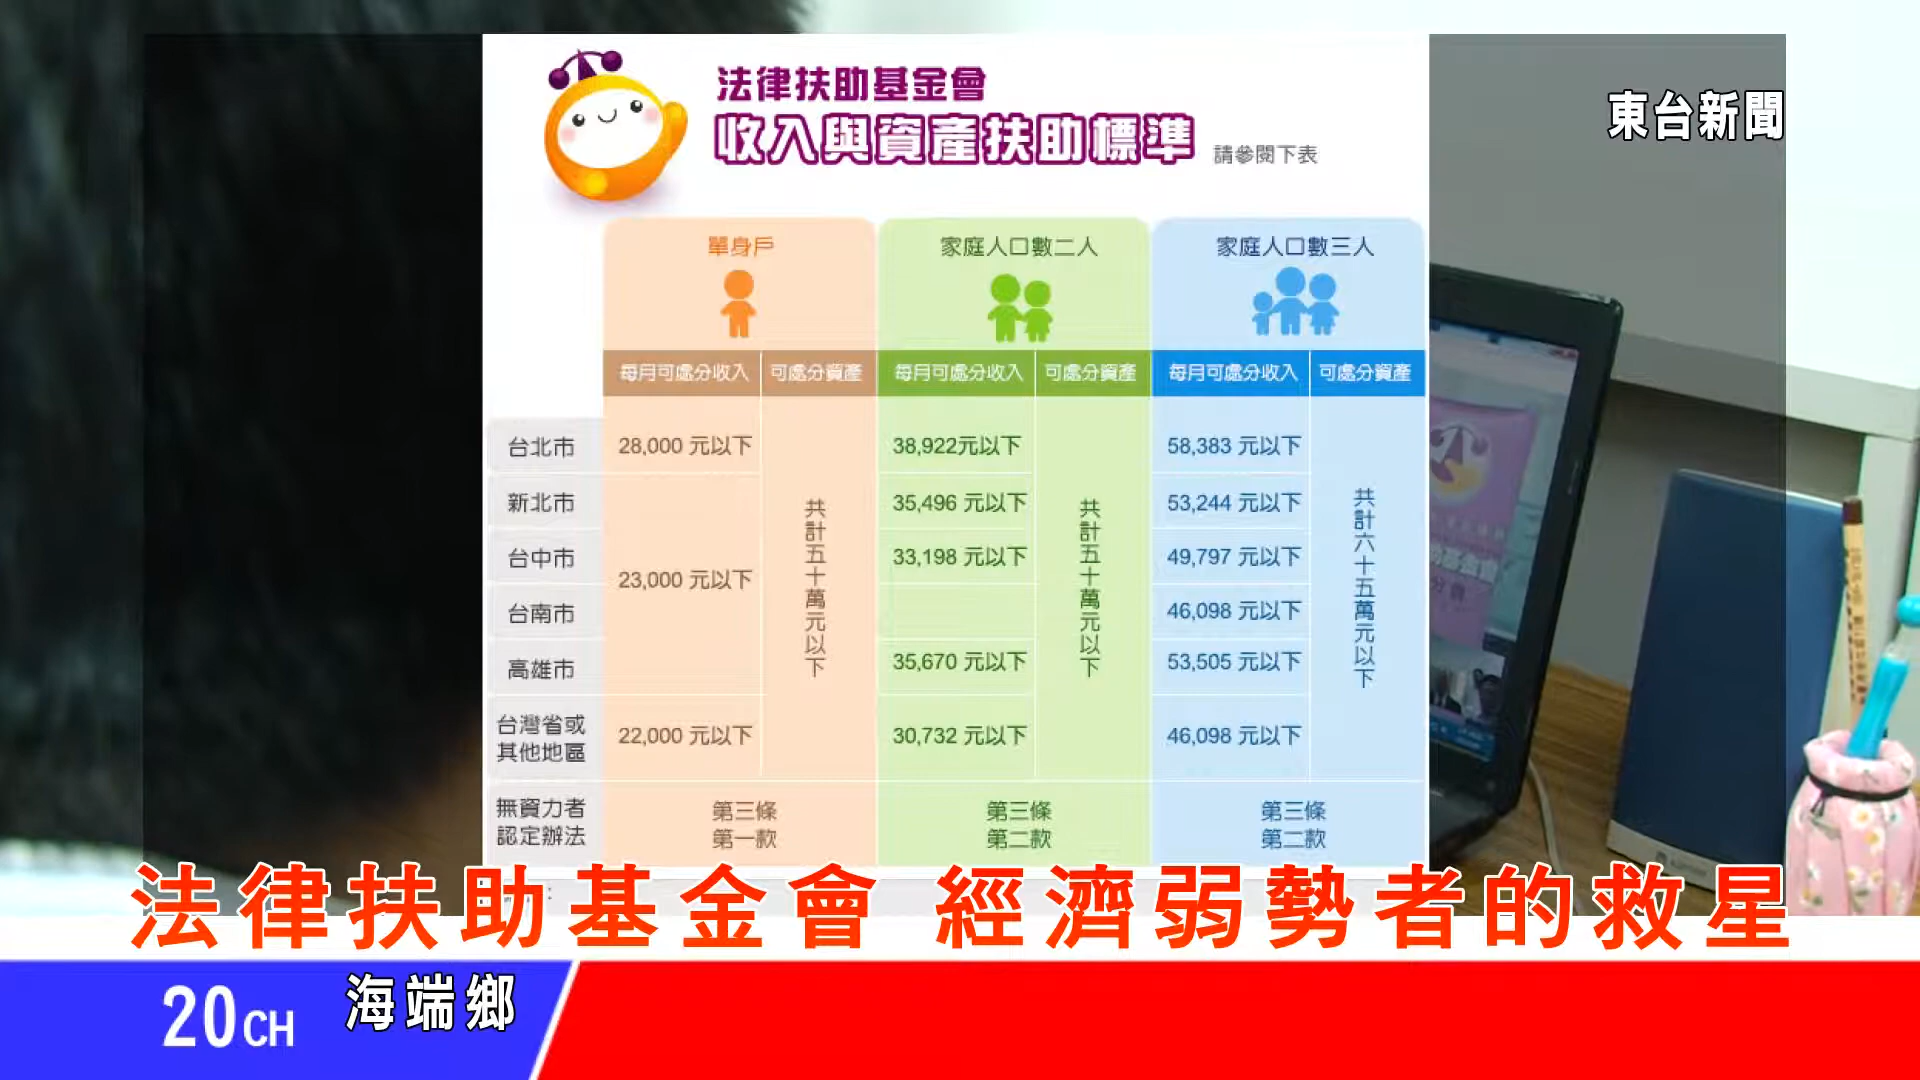 法律扶助基金會
收入與資產扶助標準 請參閱下表
東台新聞
單身戶 家庭人口數二人 家庭人口數三人
每月可處分收入 可處分資產 每月可處分收入 可處分資產 每月可處分收入 可處分資產
台北市 28,000 元以下 38,922元以下 58,383 元以下
新北市 35,496 元以下 53,244 元以下
台中市 33,198 元以下 49,797 元以下
23,000 元以下
台南市 46,098 元以下
高雄市 35,670 元以下 53,505 元以下
共計五十萬元以下
共計五十萬元以下
共計六十五萬元以下
台灣省或
其他地區
22,000 元以下 30,732 元以下 46,098 元以下
無資力者
認定辦法
第三條 第三條 第三條
第一款 第二款 第二款
法律扶助基金會 經濟弱勢者的救星
20CH 海端鄉